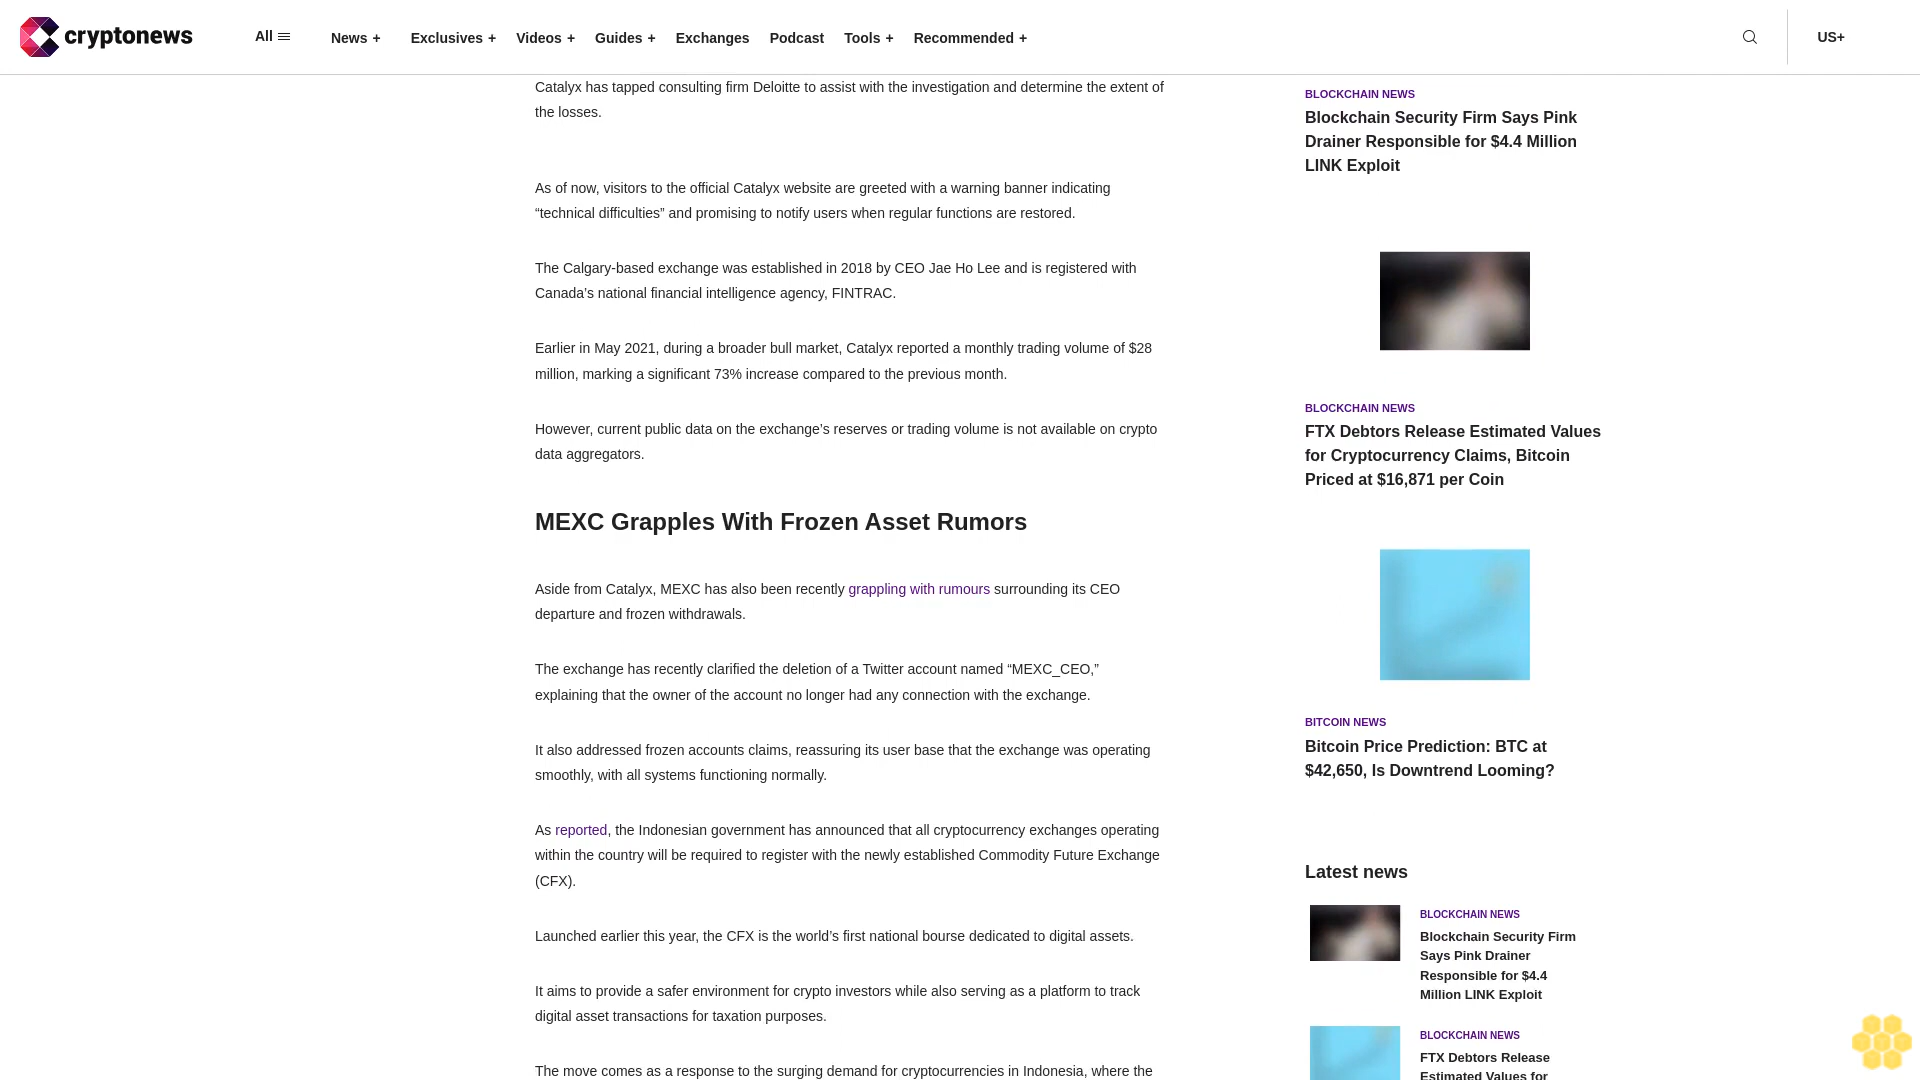 cryptonews
All
News +
Exclusives +
Videos +
Guides +
Exchanges
Podcast
Tools +
Recommended +
US+
Catalyx has tapped consulting firm Deloitte to assist with the investigation and determine the extent of
the losses.
As of now, visitors to the official Catalyx website are greeted with a warning banner indicating
“technical difficulties” and promising to notify users when regular functions are restored.
The Calgary-based exchange was established in 2018 by CEO Jae Ho Lee and is registered with
Canada’s national financial intelligence agency, FINTRAC.
Earlier in May 2021, during a broader bull market, Catalyx reported a monthly trading volume of $28
million, marking a significant 73% increase compared to the previous month.
However, current public data on the exchange’s reserves or trading volume is not available on crypto
data aggregators.
MEXC Grapples With Frozen Asset Rumors
Aside from Catalyx, MEXC has also been recently grappling with rumours surrounding its CEO
departure and frozen withdrawals.
The exchange has recently clarified the deletion of a Twitter account named “MEXC_CEO,”
explaining that the owner of the account no longer had any connection with the exchange.
It also addressed frozen accounts claims, reassuring its user base that the exchange was operating
smoothly, with all systems functioning normally.
As reported, the Indonesian government has announced that all cryptocurrency exchanges operating
within the country will be required to register with the newly established Commodity Future Exchange
(CFX).
Launched earlier this year, the CFX is the world’s first national bourse dedicated to digital assets.
It aims to provide a safer environment for crypto investors while also serving as a platform to track
digital asset transactions for taxation purposes.
The move comes as a response to the surging demand for cryptocurrencies in Indonesia, where the
BLOCKCHAIN NEWS
Blockchain Security Firm Says Pink
Drainer Responsible for $4.4 Million
LINK Exploit
BLOCKCHAIN NEWS
FTX Debtors Release Estimated Values
for Cryptocurrency Claims, Bitcoin
Priced at $16,871 per Coin
BITCOIN NEWS
Bitcoin Price Prediction: BTC at
$42,650, Is Downtrend Looming?
Latest news
BLOCKCHAIN NEWS
Blockchain Security Firm
Says Pink Drainer
Responsible for $4.4
Million LINK Exploit
BLOCKCHAIN NEWS
FTX Debtors Release
Estimated Values for